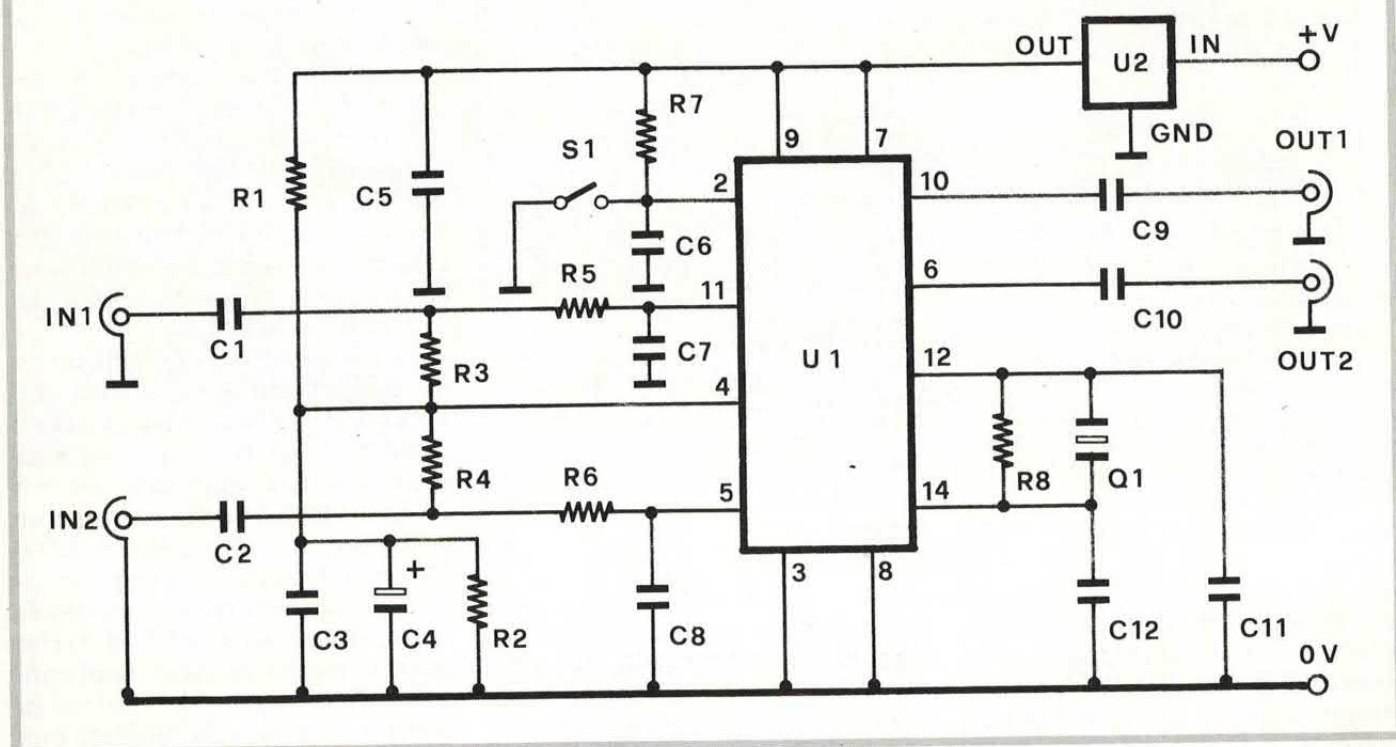 +V
OUT
IN
U2
R7
GND
OUT1
S1
9
7
R1
C5
2
10
C6
C9
R5
11
6
IN1
C1
C7
C10
R3
U1
4
12
OUT2
R4
R6
5
R8
Q1
14
IN2
C2
+
3
8
C3
C4
R2
C8
C12
C11
0V